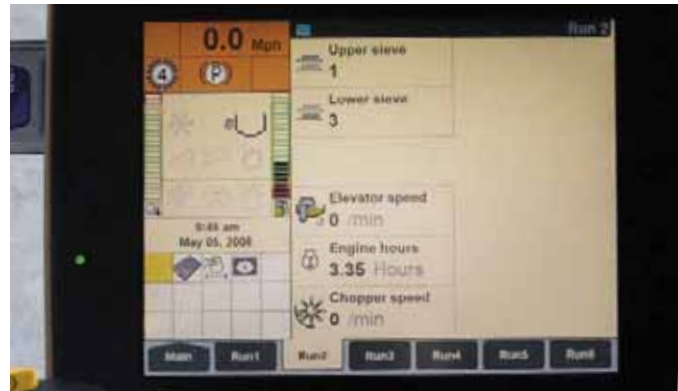 Run 2
0.0 Mph
4
P
9:46 am
May 05, 2008
Upper sieve
1
Lower sieve
3
Elevator speed
0 /min
Engine hours
3.35 Hours
Chopper speed
0 /min
Main
Run1
Run2
Run3
Run4
Run5
Run6